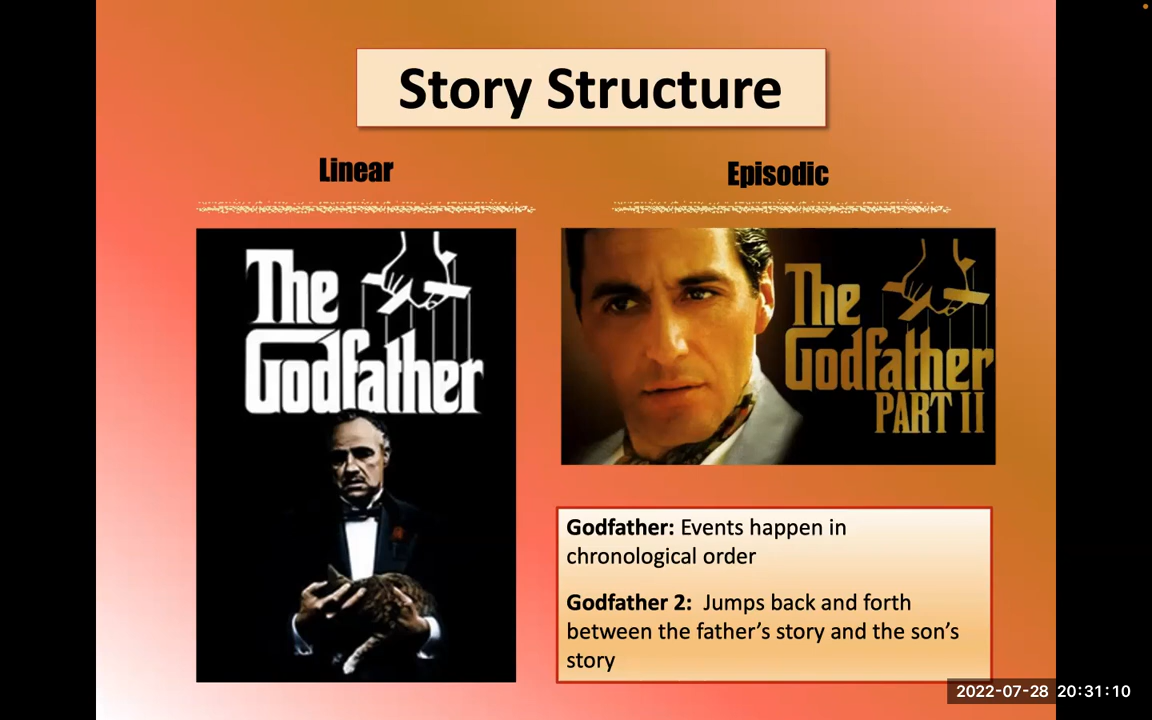 Story Structure
Linear
Episodic
The
Godfather
The
Godfather
PART II
Godfather: Events happen in
chronological order
Godfather 2: Jumps back and forth
between the father’s story and the son’s
story
2022-07-28 20:31:10